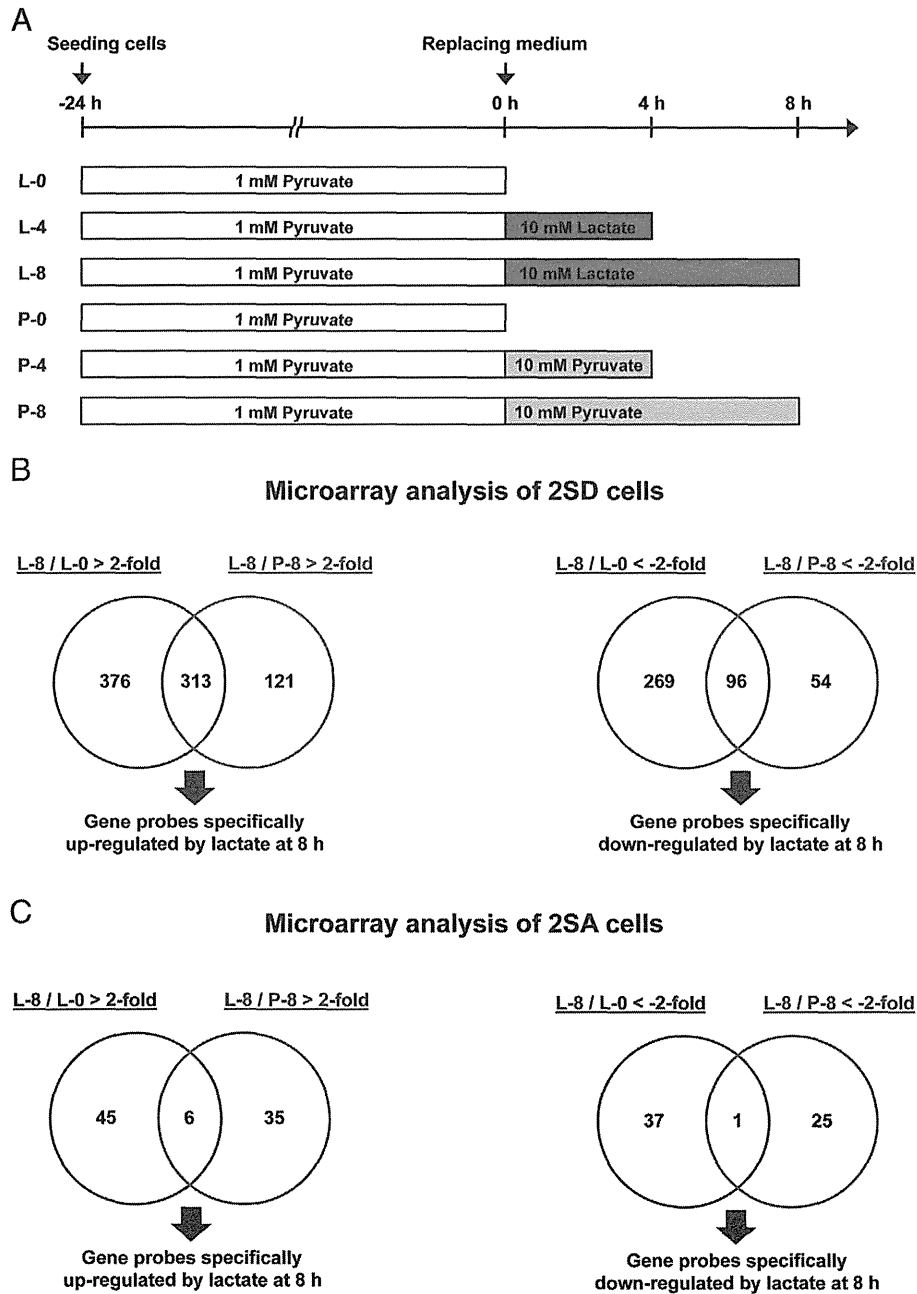 A
Seeding cells
Replacing medium
-24 h
0 h
4 h
8 h
L-0
1 mM Pyruvate
L-4
1 mM Pyruvate
10 mM Lactate
L-8
1 mM Pyruvate
10 mM Lactate
P-0
1 mM Pyruvate
P-4
1 mM Pyruvate
10 mM Pyruvate
P-8
1 mM Pyruvate
10 mM Pyruvate
B
Microarray analysis of 2SD cells
L-8 / L-0 > 2-fold
L-8 / P-8 > 2-fold
376
313
121
Gene probes specifically
up-regulated by lactate at 8 h
L-8 / L-0 < -2-fold
L-8 / P-8 < -2-fold
269
96
54
Gene probes specifically
down-regulated by lactate at 8 h
C
Microarray analysis of 2SA cells
L-8 / L-0 > 2-fold
L-8 / P-8 > 2-fold
45
6
35
Gene probes specifically
up-regulated by lactate at 8 h
L-8 / L-0 < -2-fold
L-8 / P-8 < -2-fold
37
1
25
Gene probes specifically
down-regulated by lactate at 8 h